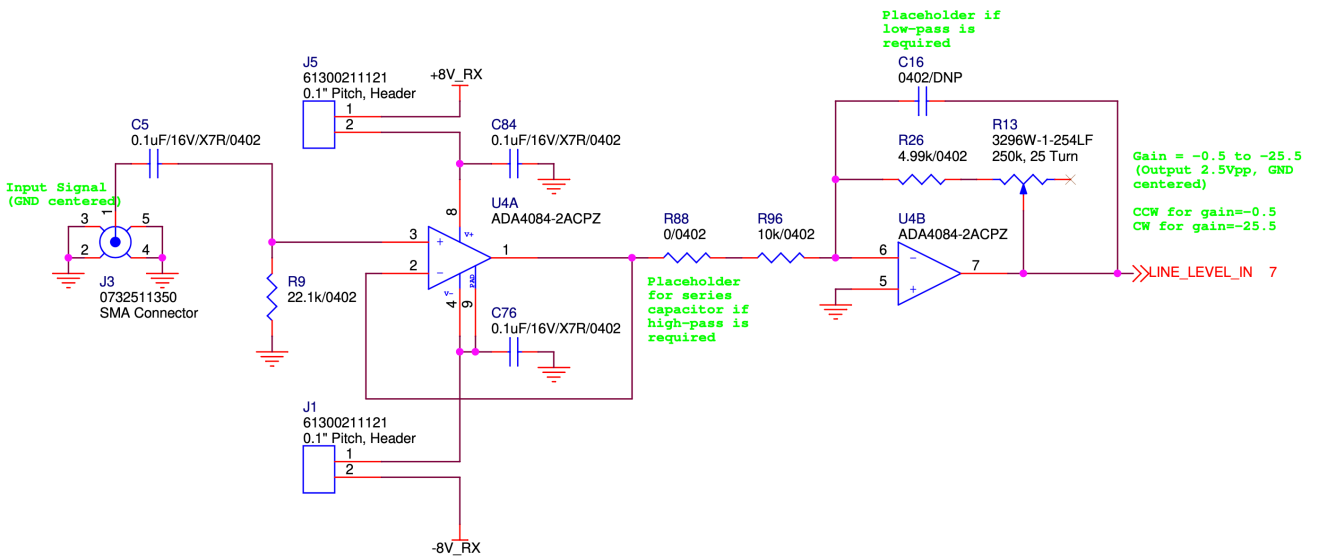 Placeholder if
low-pass is
required
C16
0402/DNP
J5
61300211121
0.1" Pitch, Header
1
2
+8V_RX
C5
0.1uF/16V/X7R/0402
C84
0.1uF/16V/X7R/0402
R26
4.99k/0402
R13
3296W-1-254LF
250k, 25 Turn
Gain = -0.5 to -25.5
(Output 2.5Vpp, GND
centered)
CCW for gain=-0.5
CW for gain=-25.5
Input Signal
(GND centered)
1
3
5
2
4
J3
0732511350
SMA Connector
R9
22.1k/0402
U4A
ADA4084-2ACPZ
8
V+
3
+
2
-
1
V-
PAD
4
9
R88
0/0402
R96
10k/0402
Placeholder
for series
capacitor if
high-pass is
required
U4B
ADA4084-2ACPZ
6
-
5
+
7
LINE_LEVEL_IN 7
C76
0.1uF/16V/X7R/0402
J1
61300211121
0.1" Pitch, Header
1
2
-8V_RX